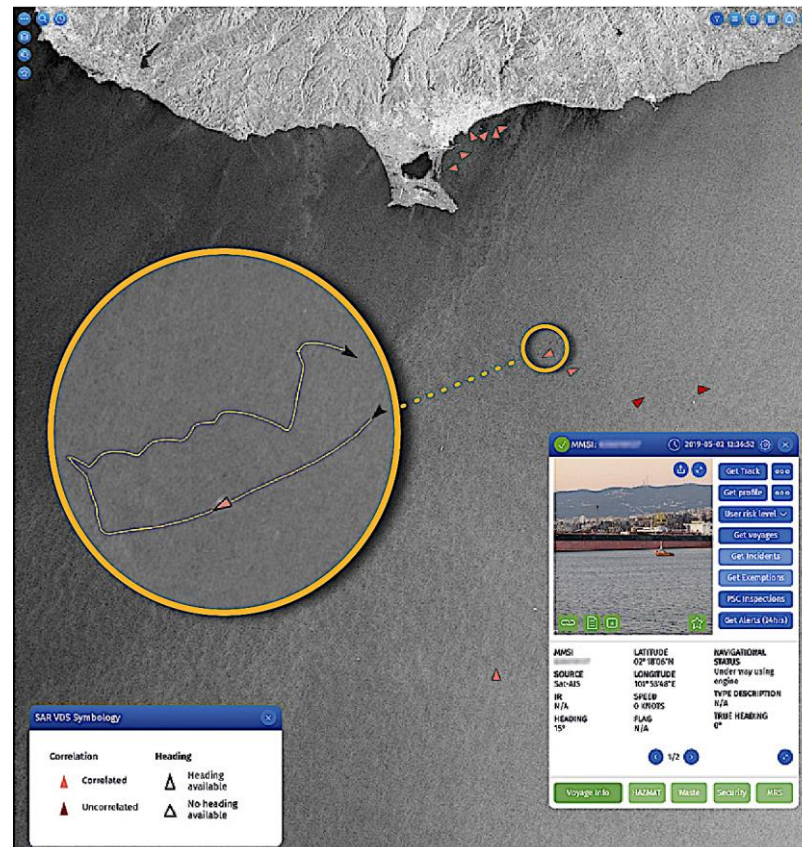 MMSI:
2019-05-02 12:36:52
Get Track
Get profile
User risk level
Get voyages
Get Incidents
Get Exemptions
PSC Inspections
Get Alerts (24hrs)
MMSI
LATITUDE
02° 18'06"N
NAVIGATIONAL
STATUS
Under way using
engine
SOURCE
Sat-AIS
LONGITUDE
IR
N/A
SPEED
0 KNOTS
TYPE DESCRIPTION
N/A
HEADING
15°
FLAG
N/A
TRUE HEADING
0°
1/2
Voyage Info
HAZMAT
Waste
Security
MRS
SAR VDS Symbology
Correlation
Heading
Correlated
Heading
available
Uncorrelated
No heading
available